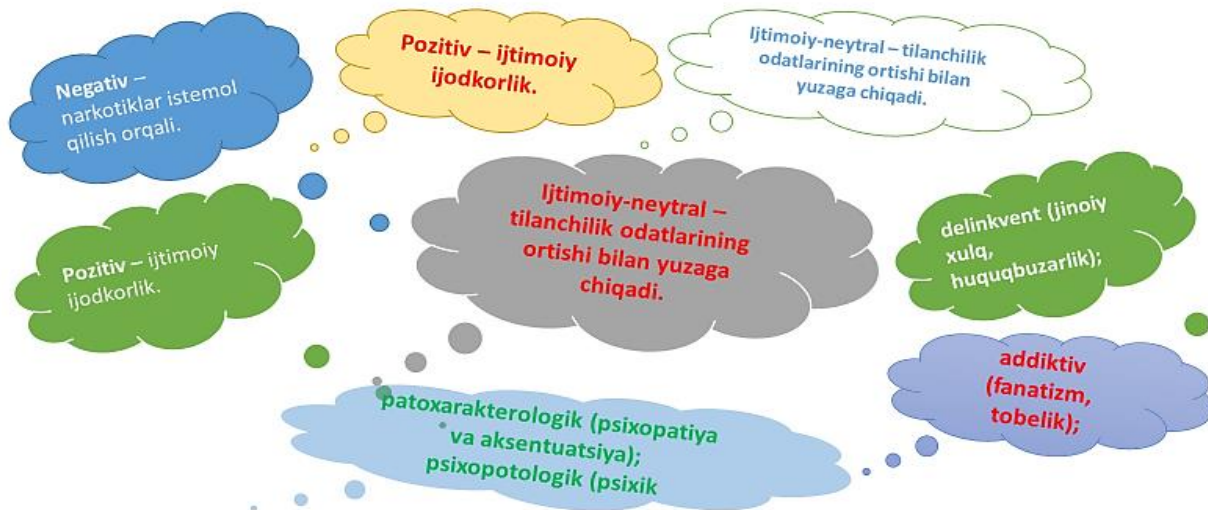 Negativ –
narkotiklar istemol
qilish orqali.
Pozitiv – ijtimoiy
ijodkorlik.
Ijtimoiy-neytral – tilanchilik
odatlarining ortishi bilan
yuzaga chiqadi.
Pozitiv – ijtimoiy
ijodkorlik.
Ijtimoiy-neytral –
tilanchilik odatlarining
ortishi bilan yuzaga
chiqadi.
delinkvent (jinoiy
xulq,
huquqbuzarlik);
addiktiv
(fanatizm,
tobelik);
patoxarakterologik (psixopatiya
va aksentuatsiya);
psixopotologik (psixik